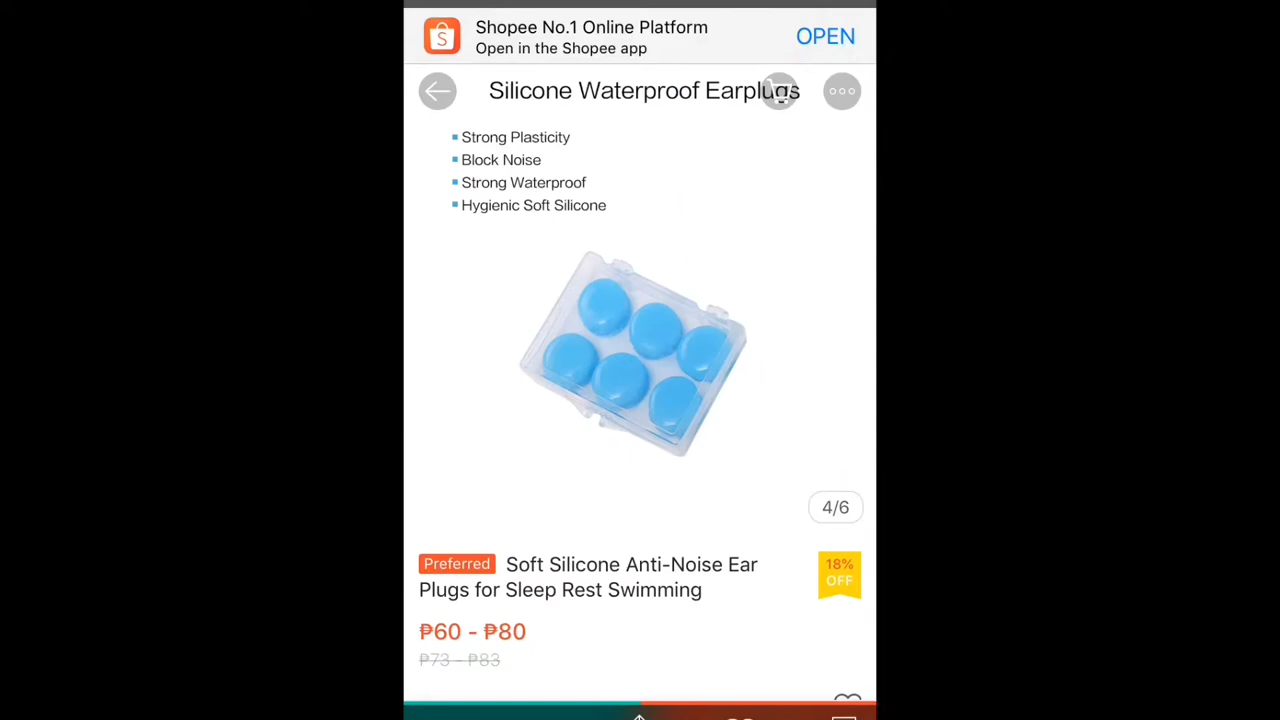 Shopee No.1 Online Platform
Open in the Shopee app
OPEN
Silicone Waterproof Earplugs
Strong Plasticity
Block Noise
Strong Waterproof
Hygienic Soft Silicone
4/6
Preferred Soft Silicone Anti-Noise Ear
Plugs for Sleep Rest Swimming
18%
OFF
₱60 - ₱80
₱73 - ₱83